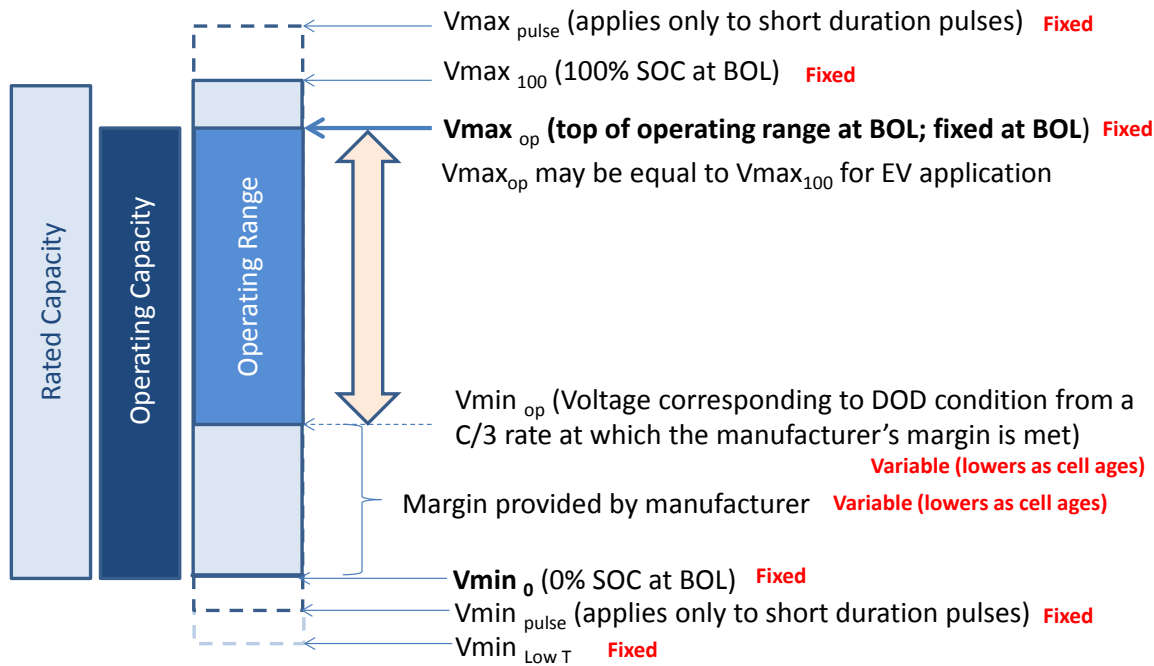 Vmax pulse (applies only to short duration pulses) Fixed
Vmax 100 (100% SOC at BOL) Fixed
Vmax op (top of operating range at BOL; fixed at BOL) Fixed
Vmaxop may be equal to Vmax100 for EV application
Rated Capacity
Operating Capacity
Operating Range
Vmin op (Voltage corresponding to DOD condition from a
C/3 rate at which the manufacturer’s margin is met)
Variable (lowers as cell ages)
Margin provided by manufacturer Variable (lowers as cell ages)
Vmin 0 (0% SOC at BOL) Fixed
Vmin pulse (applies only to short duration pulses) Fixed
Vmin Low T Fixed